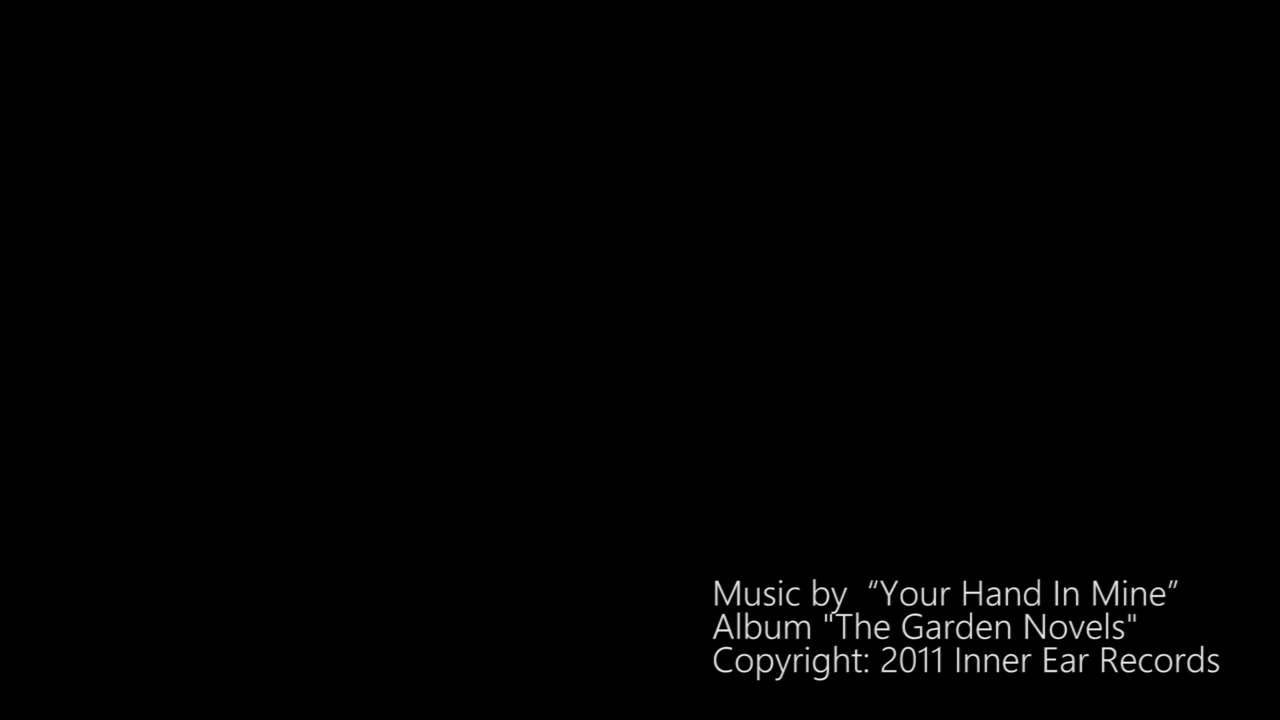 Music by  “Your Hand In Mine”
Album "The Garden Novels"
Copyright: 2011 Inner Ear Records